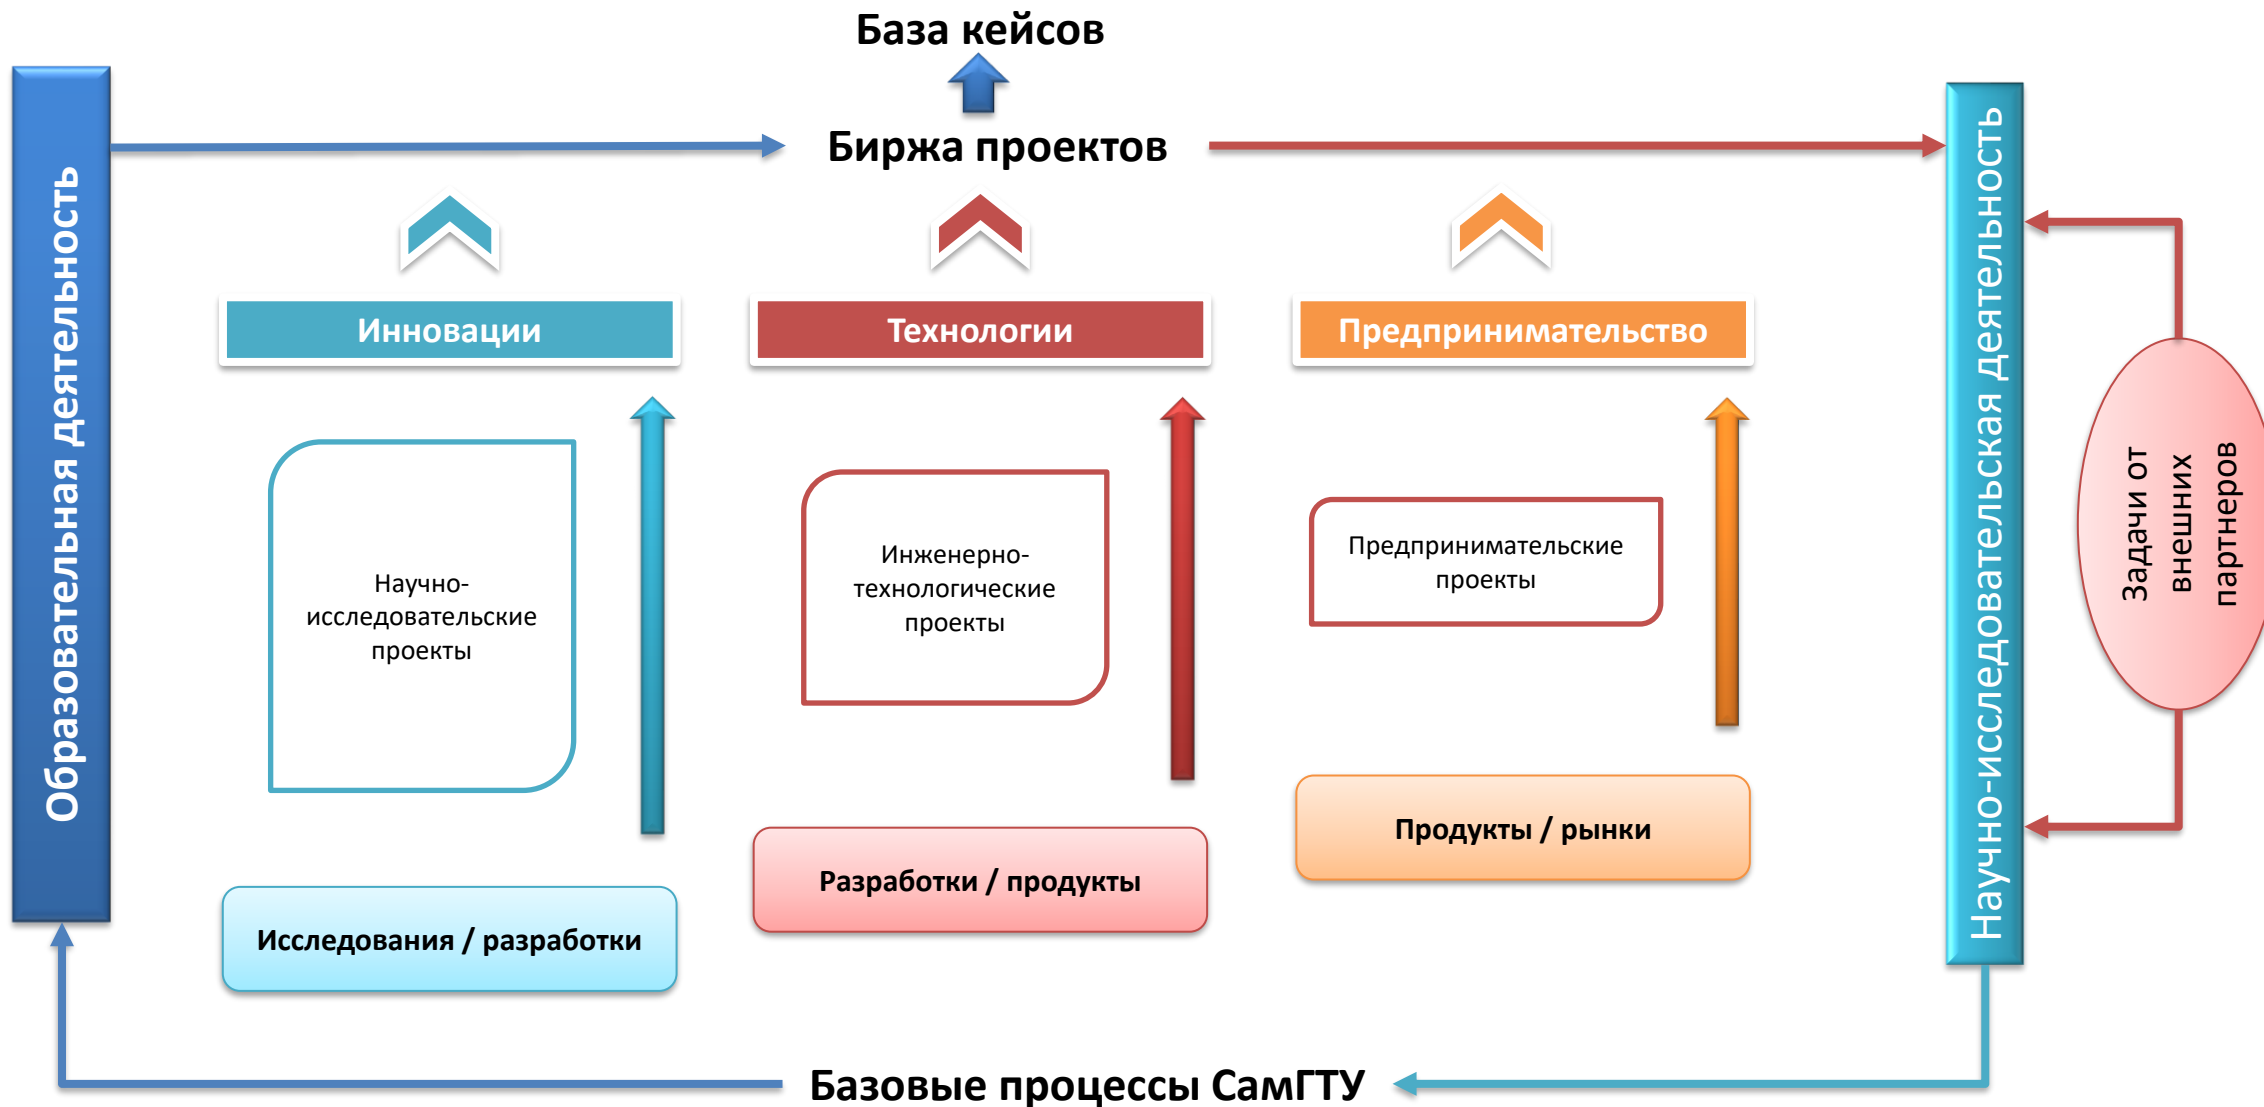 База кейсов
Биржа проектов
Образовательная деятельность
Инновации
Технологии
Предпринимательство
Научно-
исследовательские
проекты
Инженерно-
технологические
проекты
Предпринимательские
проекты
Исследования / разработки
Разработки / продукты
Продукты / рынки
Научно-исследовательская деятельность
Задачи от
внешних
партнеров
Базовые процессы СамГТУ